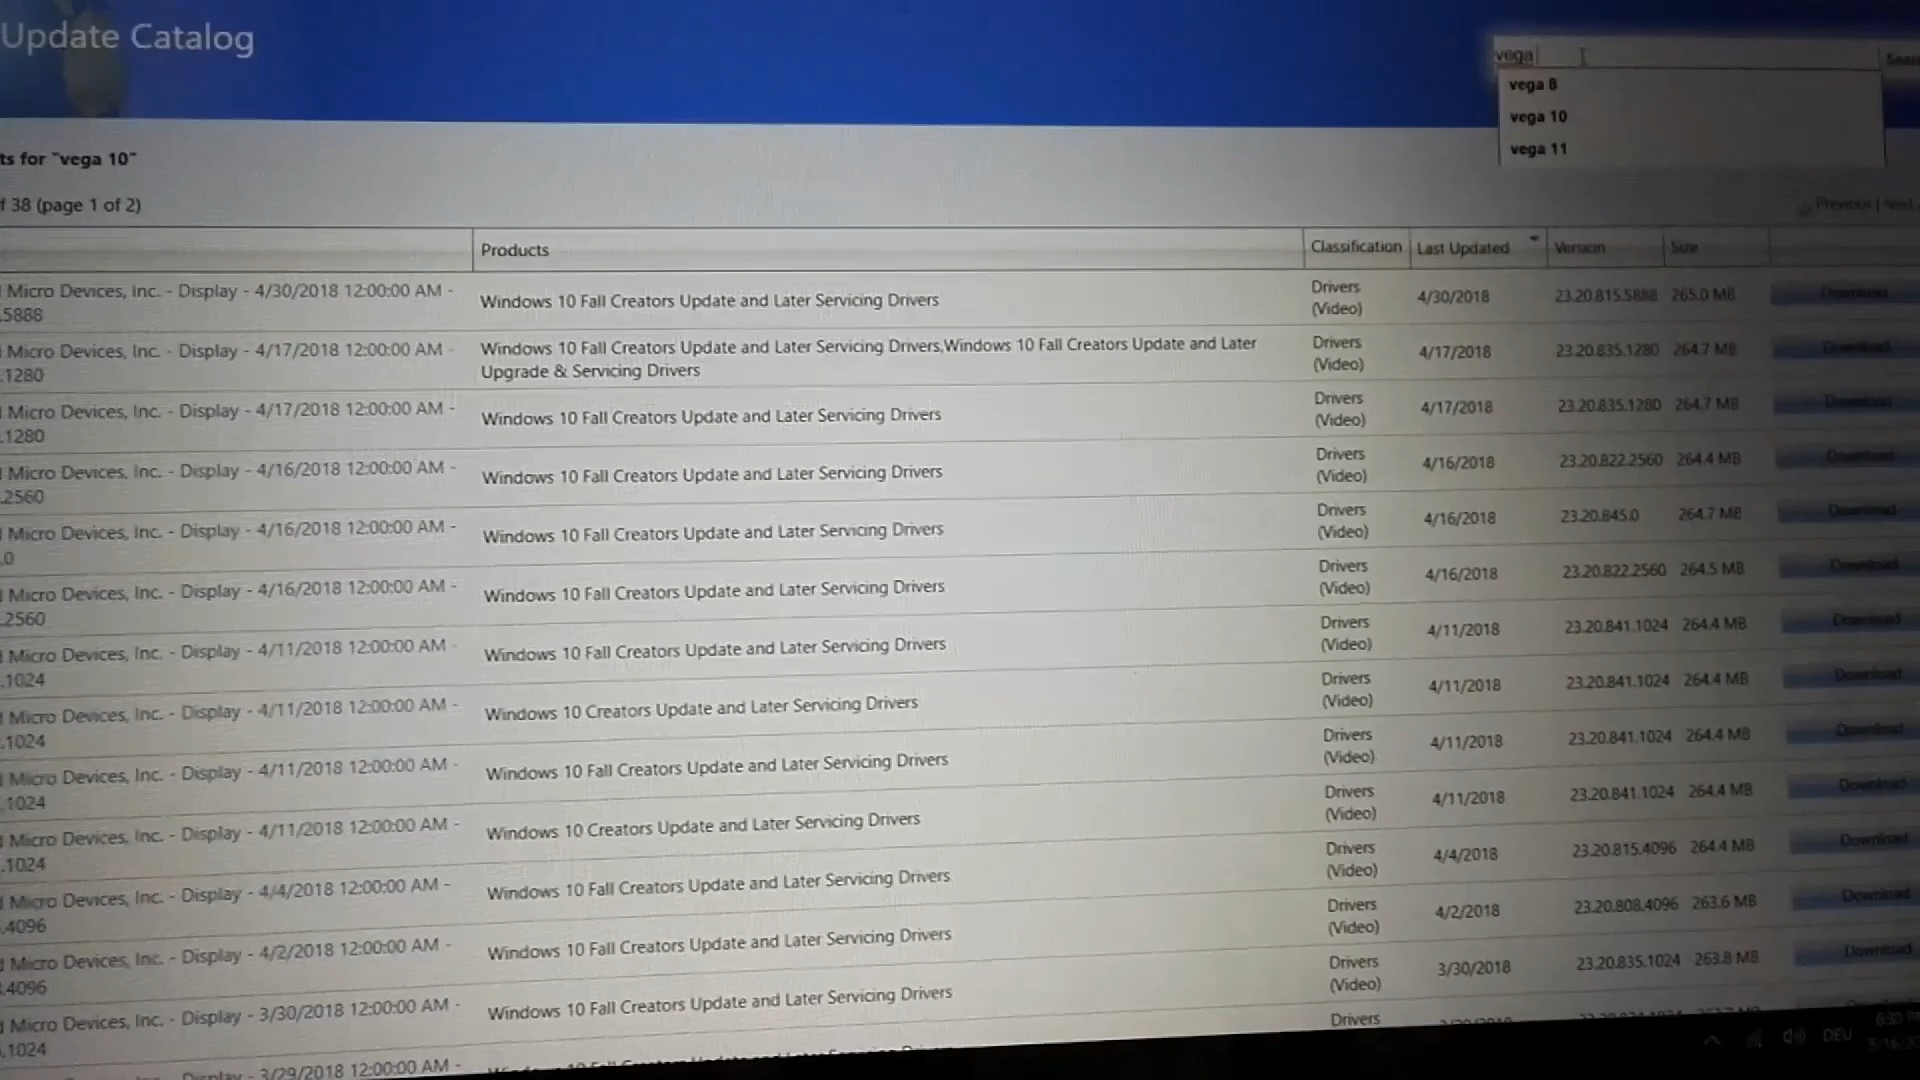 Update Catalog
vega
vega 8
vega 10
vega 11
ts for "vega 10"
f 38 (page 1 of 2)
Previous | Next
Products Classification Last Updated Version Size
Micro Devices, Inc. - Display - 4/30/2018 12:00:00 AM -
.5888
Windows 10 Fall Creators Update and Later Servicing Drivers
Drivers
(Video)
4/30/2018 23.20.815.5888 265.0 MB Download
Micro Devices, Inc. - Display - 4/17/2018 12:00:00 AM -
.1280
Windows 10 Fall Creators Update and Later Servicing Drivers,Windows 10 Fall Creators Update and Later
Upgrade & Servicing Drivers
Drivers
(Video)
4/17/2018 23.20.835.1280 264.7 MB Download
Micro Devices, Inc. - Display - 4/17/2018 12:00:00 AM -
.1280
Windows 10 Fall Creators Update and Later Servicing Drivers
Drivers
(Video)
4/17/2018 23.20.835.1280 264.7 MB Download
Micro Devices, Inc. - Display - 4/16/2018 12:00:00 AM -
.2560
Windows 10 Fall Creators Update and Later Servicing Drivers
Drivers
(Video)
4/16/2018 23.20.822.2560 264.4 MB Download
Micro Devices, Inc. - Display - 4/16/2018 12:00:00 AM -
.0
Windows 10 Fall Creators Update and Later Servicing Drivers
Drivers
(Video)
4/16/2018 23.20.845.0 264.7 MB Download
Micro Devices, Inc. - Display - 4/16/2018 12:00:00 AM -
.2560
Windows 10 Fall Creators Update and Later Servicing Drivers
Drivers
(Video)
4/16/2018 23.20.822.2560 264.5 MB Download
Micro Devices, Inc. - Display - 4/11/2018 12:00:00 AM -
.1024
Windows 10 Fall Creators Update and Later Servicing Drivers
Drivers
(Video)
4/11/2018 23.20.841.1024 264.4 MB Download
Micro Devices, Inc. - Display - 4/11/2018 12:00:00 AM -
.1024
Windows 10 Creators Update and Later Servicing Drivers
Drivers
(Video)
4/11/2018 23.20.841.1024 264.4 MB Download
Micro Devices, Inc. - Display - 4/11/2018 12:00:00 AM -
.1024
Windows 10 Fall Creators Update and Later Servicing Drivers
Drivers
(Video)
4/11/2018 23.20.841.1024 264.4 MB Download
Micro Devices, Inc. - Display - 4/11/2018 12:00:00 AM -
.1024
Windows 10 Creators Update and Later Servicing Drivers
Drivers
(Video)
4/11/2018 23.20.841.1024 264.4 MB Download
Micro Devices, Inc. - Display - 4/4/2018 12:00:00 AM -
.4096
Windows 10 Fall Creators Update and Later Servicing Drivers
Drivers
(Video)
4/4/2018 23.20.815.4096 264.4 MB Download
Micro Devices, Inc. - Display - 4/2/2018 12:00:00 AM -
.4096
Windows 10 Fall Creators Update and Later Servicing Drivers
Drivers
(Video)
4/2/2018 23.20.808.4096 263.6 MB Download
Micro Devices, Inc. - Display - 3/30/2018 12:00:00 AM -
.1024
Windows 10 Fall Creators Update and Later Servicing Drivers
Drivers
(Video)
3/30/2018 23.20.835.1024 263.8 MB Download
Display - 3/29/2018 12:00:00 AM -
Drivers
DEU